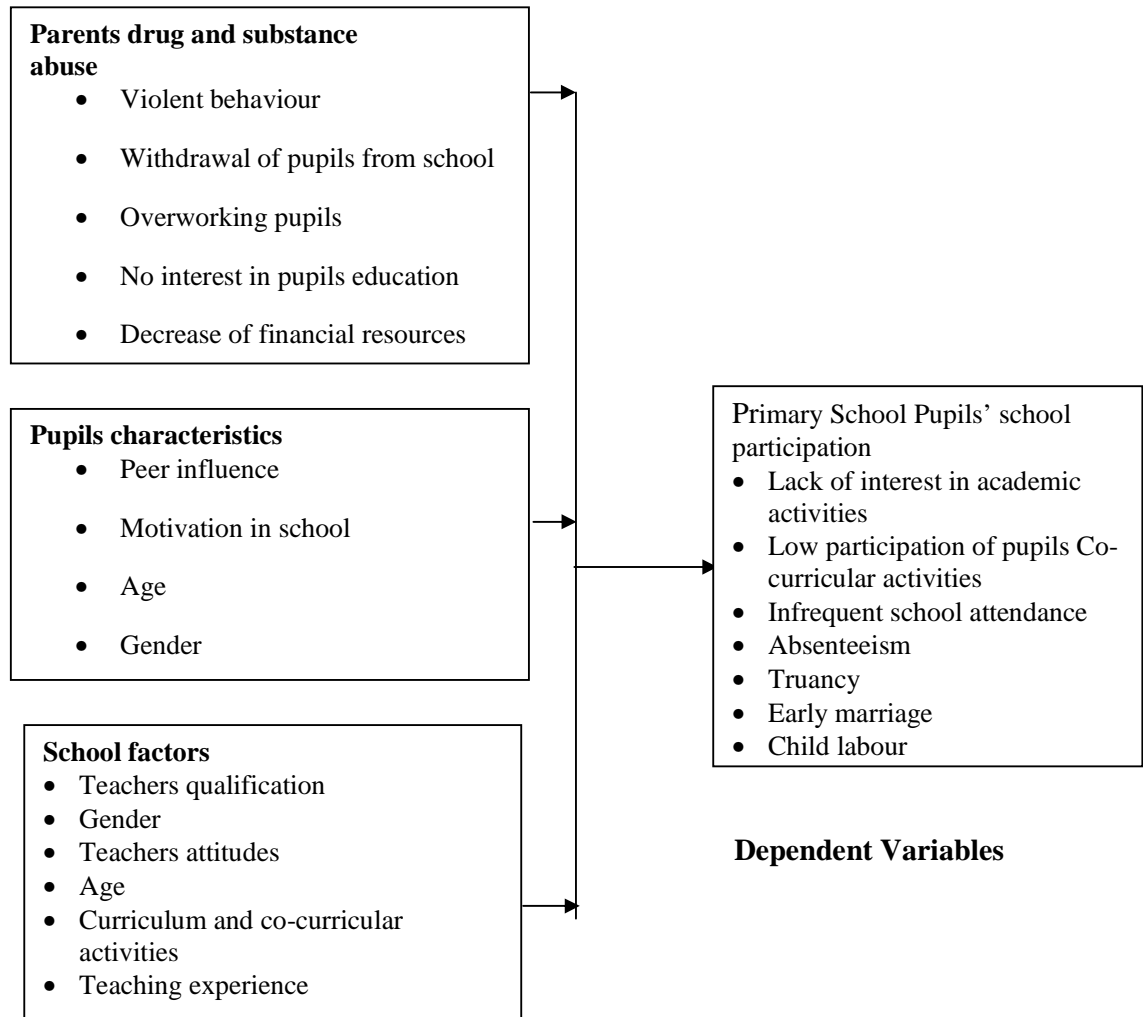 Parents drug and substance
abuse
• Violent behaviour
• Withdrawal of pupils from school
• Overworking pupils
• No interest in pupils education
• Decrease of financial resources
Pupils characteristics
• Peer influence
• Motivation in school
• Age
• Gender
School factors
• Teachers qualification
• Gender
• Teachers attitudes
• Age
• Curriculum and co-curricular
activities
• Teaching experience
Primary School Pupils’ school
participation
• Lack of interest in academic
activities
• Low participation of pupils Co-
curricular activities
• Infrequent school attendance
• Absenteeism
• Truancy
• Early marriage
• Child labour
Dependent Variables